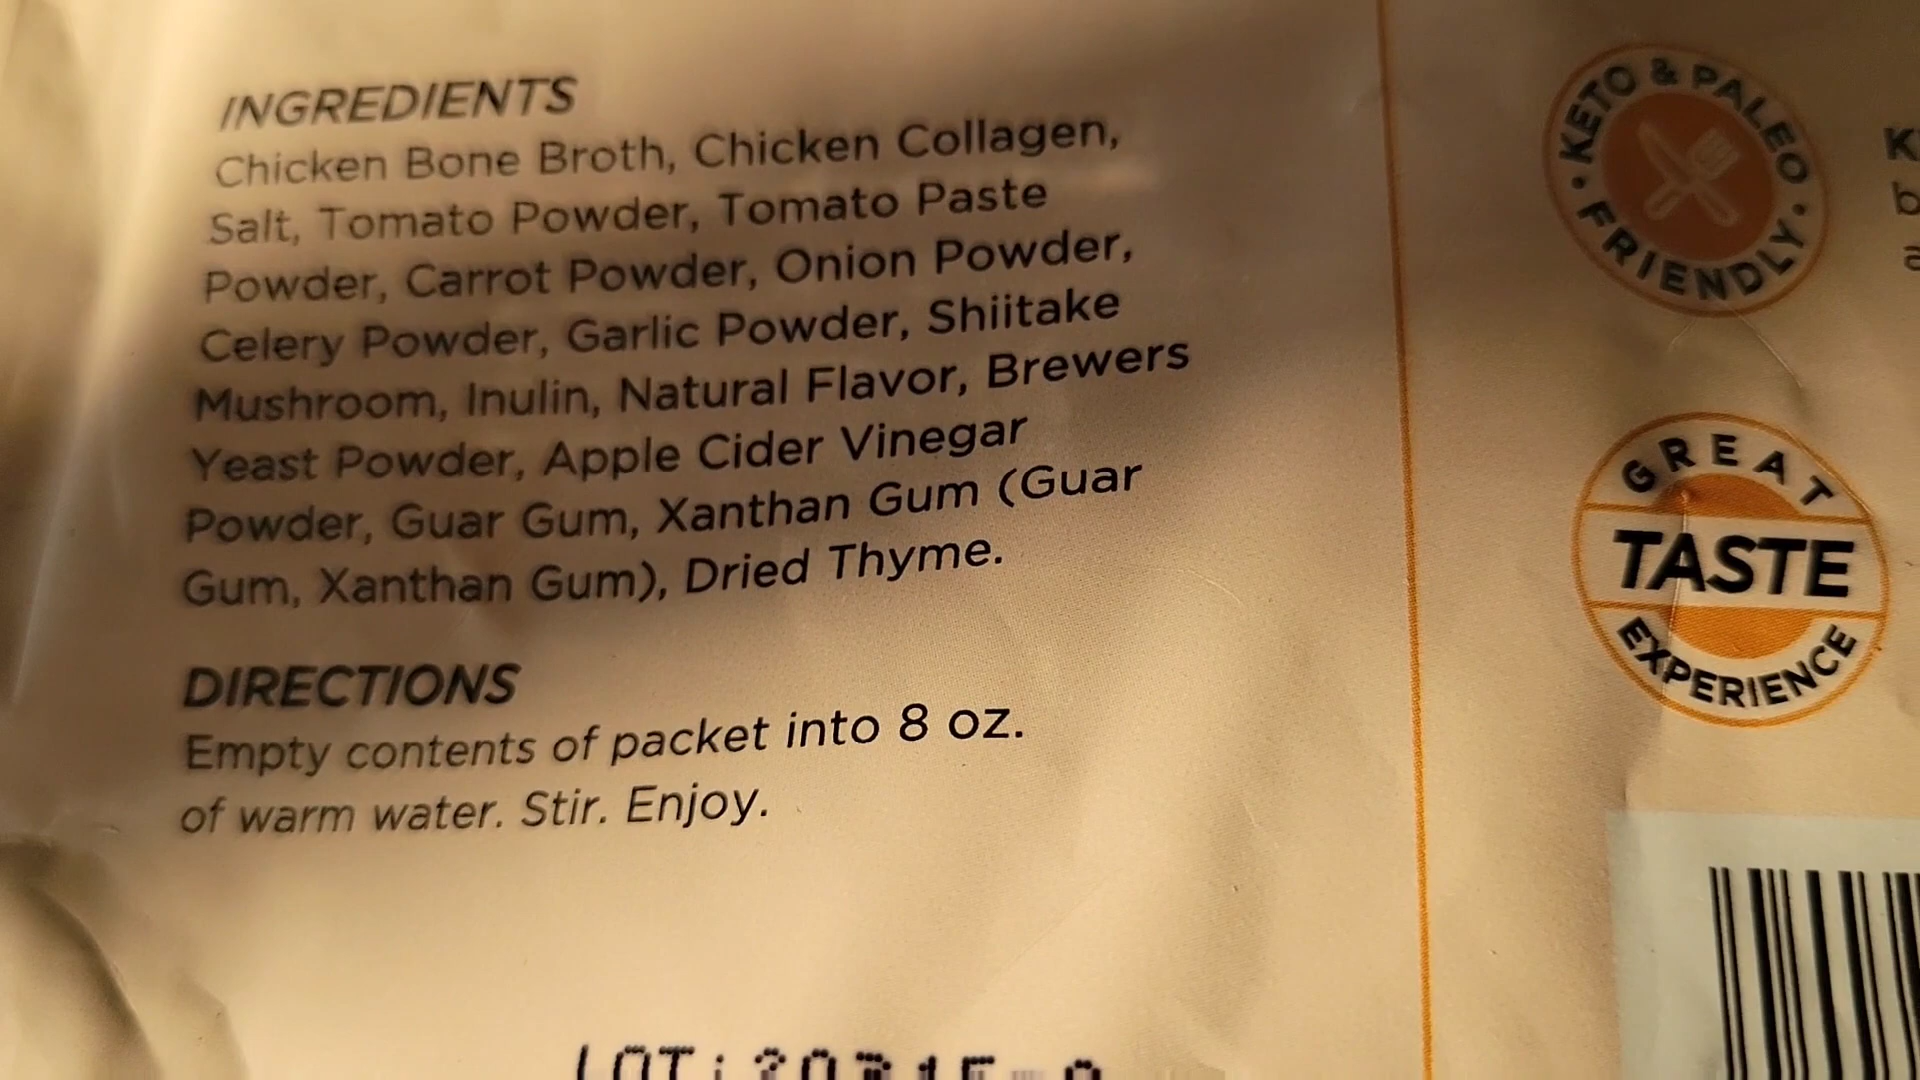 INGREDIENTS
Chicken Bone Broth, Chicken Collagen,
Salt, Tomato Powder, Tomato Paste
Powder, Carrot Powder, Onion Powder,
Celery Powder, Garlic Powder, Shiitake
Mushroom, Inulin, Natural Flavor, Brewers
Yeast Powder, Apple Cider Vinegar
Powder, Guar Gum, Xanthan Gum (Guar
Gum, Xanthan Gum), Dried Thyme.
DIRECTIONS
Empty contents of packet into 8 oz.
of warm water. Stir. Enjoy.
LOT:
• KETO & PALEO •
FRIENDLY
GREAT
TASTE
EXPERIENCE